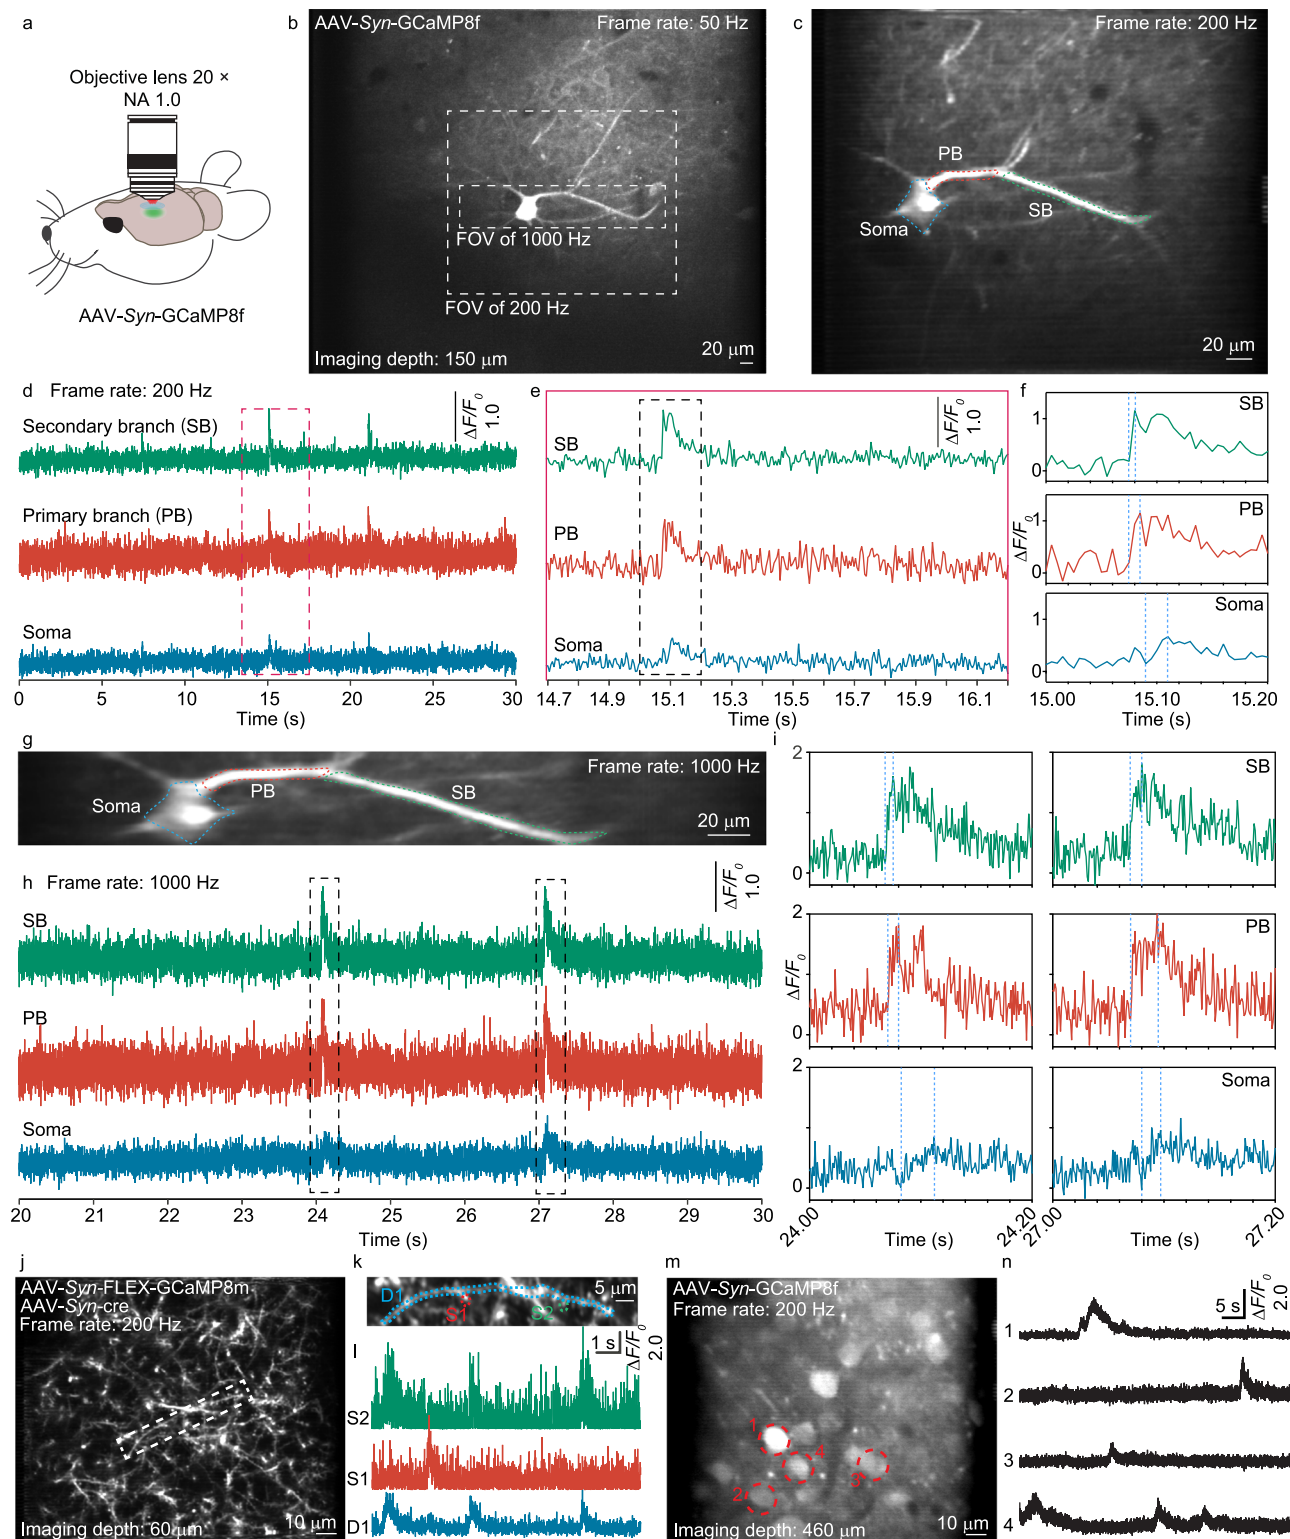 a
Objective lens 20 ×
NA 1.0
AAV-Syn-GCaMP8f
b
AAV-Syn-GCaMP8f
Frame rate: 50 Hz
FOV of 1000 Hz
FOV of 200 Hz
Imaging depth: 150 μm
20 μm
c
Frame rate: 200 Hz
PB
SB
Soma
20 μm
d
Frame rate: 200 Hz
ΔF/F0
1.0
Secondary branch (SB)
Primary branch (PB)
Soma
0 5 10 15 20 25 30
Time (s)
e
ΔF/F0
1.0
SB
PB
Soma
14.7 14.9 15.1 15.3 15.5 15.7 15.9 16.1
Time (s)
f
SB
1
0
PB
1
0
ΔF/F0
Soma
1
0
15.00 15.10 15.20
Time (s)
g
Frame rate: 1000 Hz
Soma
PB
SB
20 μm
h
Frame rate: 1000 Hz
ΔF/F0
1.0
SB
PB
Soma
20 21 22 23 24 25 26 27 28 29 30
Time (s)
i
2
SB
0
2
PB
0
ΔF/F0
2
Soma
0
24.00 24.20 27.00 27.20
Time (s) Time (s)
j
AAV-Syn-FLEX-GCaMP8m
AAV-Syn-cre
Frame rate: 200 Hz
Imaging depth: 60 μm
10 μm
k
5 μm
D1
S1
S2
l
1 s
ΔF/F0
2.0
S2
S1
D1
m
AAV-Syn-GCaMP8f
Frame rate: 200 Hz
1
4
3
2
Imaging depth: 460 μm
10 μm
n
5 s
ΔF/F0
2.0
1
2
3
4